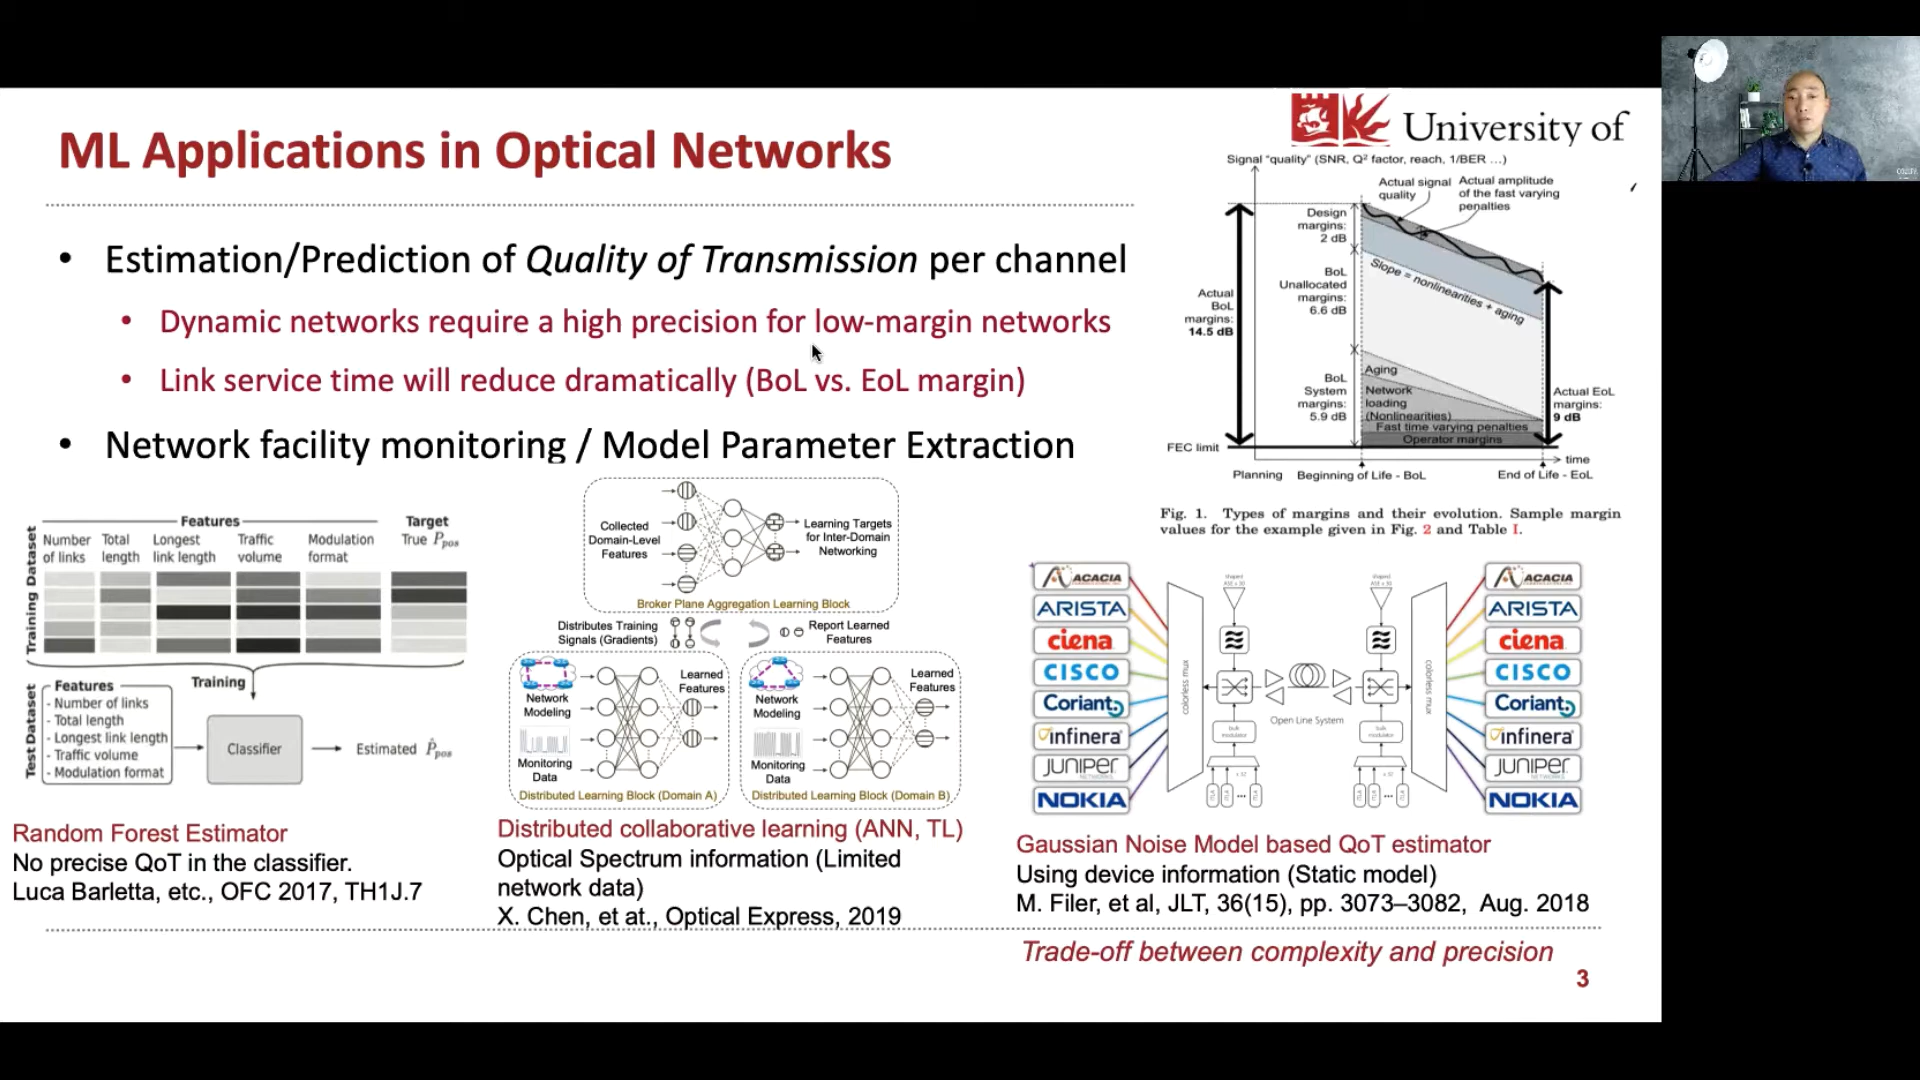 ML Applications in Optical Networks
University of
• Estimation/Prediction of Quality of Transmission per channel
• Dynamic networks require a high precision for low-margin networks
• Link service time will reduce dramatically (BoL vs. EoL margin)
• Network facility monitoring / Model Parameter Extraction
Signal "quality" (SNR, Q² factor, reach, 1/BER ...)
Actual signal
quality
Actual amplitude
of the fast varying
penalties
Design
margins:
2 dB
BoL
Unallocated
margins:
6.6 dB
Slope = nonlinearities + aging
Actual
BoL
margins:
14.5 dB
BoL
System
margins:
5.9 dB
Aging
Network
loading
(Nonlinearities)
Fast time varying penalties
Operator margins
Actual EoL
margins:
9 dB
FEC limit
time
Planning
Beginning of Life - BoL
End of Life - EoL
Fig. 1. Types of margins and their evolution. Sample margin
values for the example given in Fig. 2 and Table I.
Training Dataset
Features
Target
Number
of links
Total
length
Longest
link length
Traffic
volume
Modulation
format
True Ppos
Training
Test Dataset
Features
- Number of links
- Total length
- Longest link length
- Traffic volume
- Modulation format
Classifier
Estimated P̂pos
Random Forest Estimator
No precise QoT in the classifier.
Luca Barletta, etc., OFC 2017, TH1J.7
Collected
Domain-Level
Features
Learning Targets
for Inter-Domain
Networking
Broker Plane Aggregation Learning Block
Distributes Training
Signals (Gradients)
Report Learned
Features
Network
Modeling
Monitoring
Data
Learned
Features
Distributed Learning Block (Domain A)
Network
Modeling
Monitoring
Data
Learned
Features
Distributed Learning Block (Domain B)
Distributed collaborative learning (ANN, TL)
Optical Spectrum information (Limited
network data)
X. Chen, et at., Optical Express, 2019
ACACIA
ARISTA
ciena
CISCO
Coriant
infinera
JUNIPER
NETWORKS
NOKIA
colorless mux
shaped
bulk
modulator
x 32
Open Line System
shaped
bulk
modulator
x 32
colorless mux
ACACIA
ARISTA
ciena
CISCO
Coriant
infinera
JUNIPER
NETWORKS
NOKIA
Gaussian Noise Model based QoT estimator
Using device information (Static model)
M. Filer, et al, JLT, 36(15), pp. 3073–3082, Aug. 2018
Trade-off between complexity and precision
3